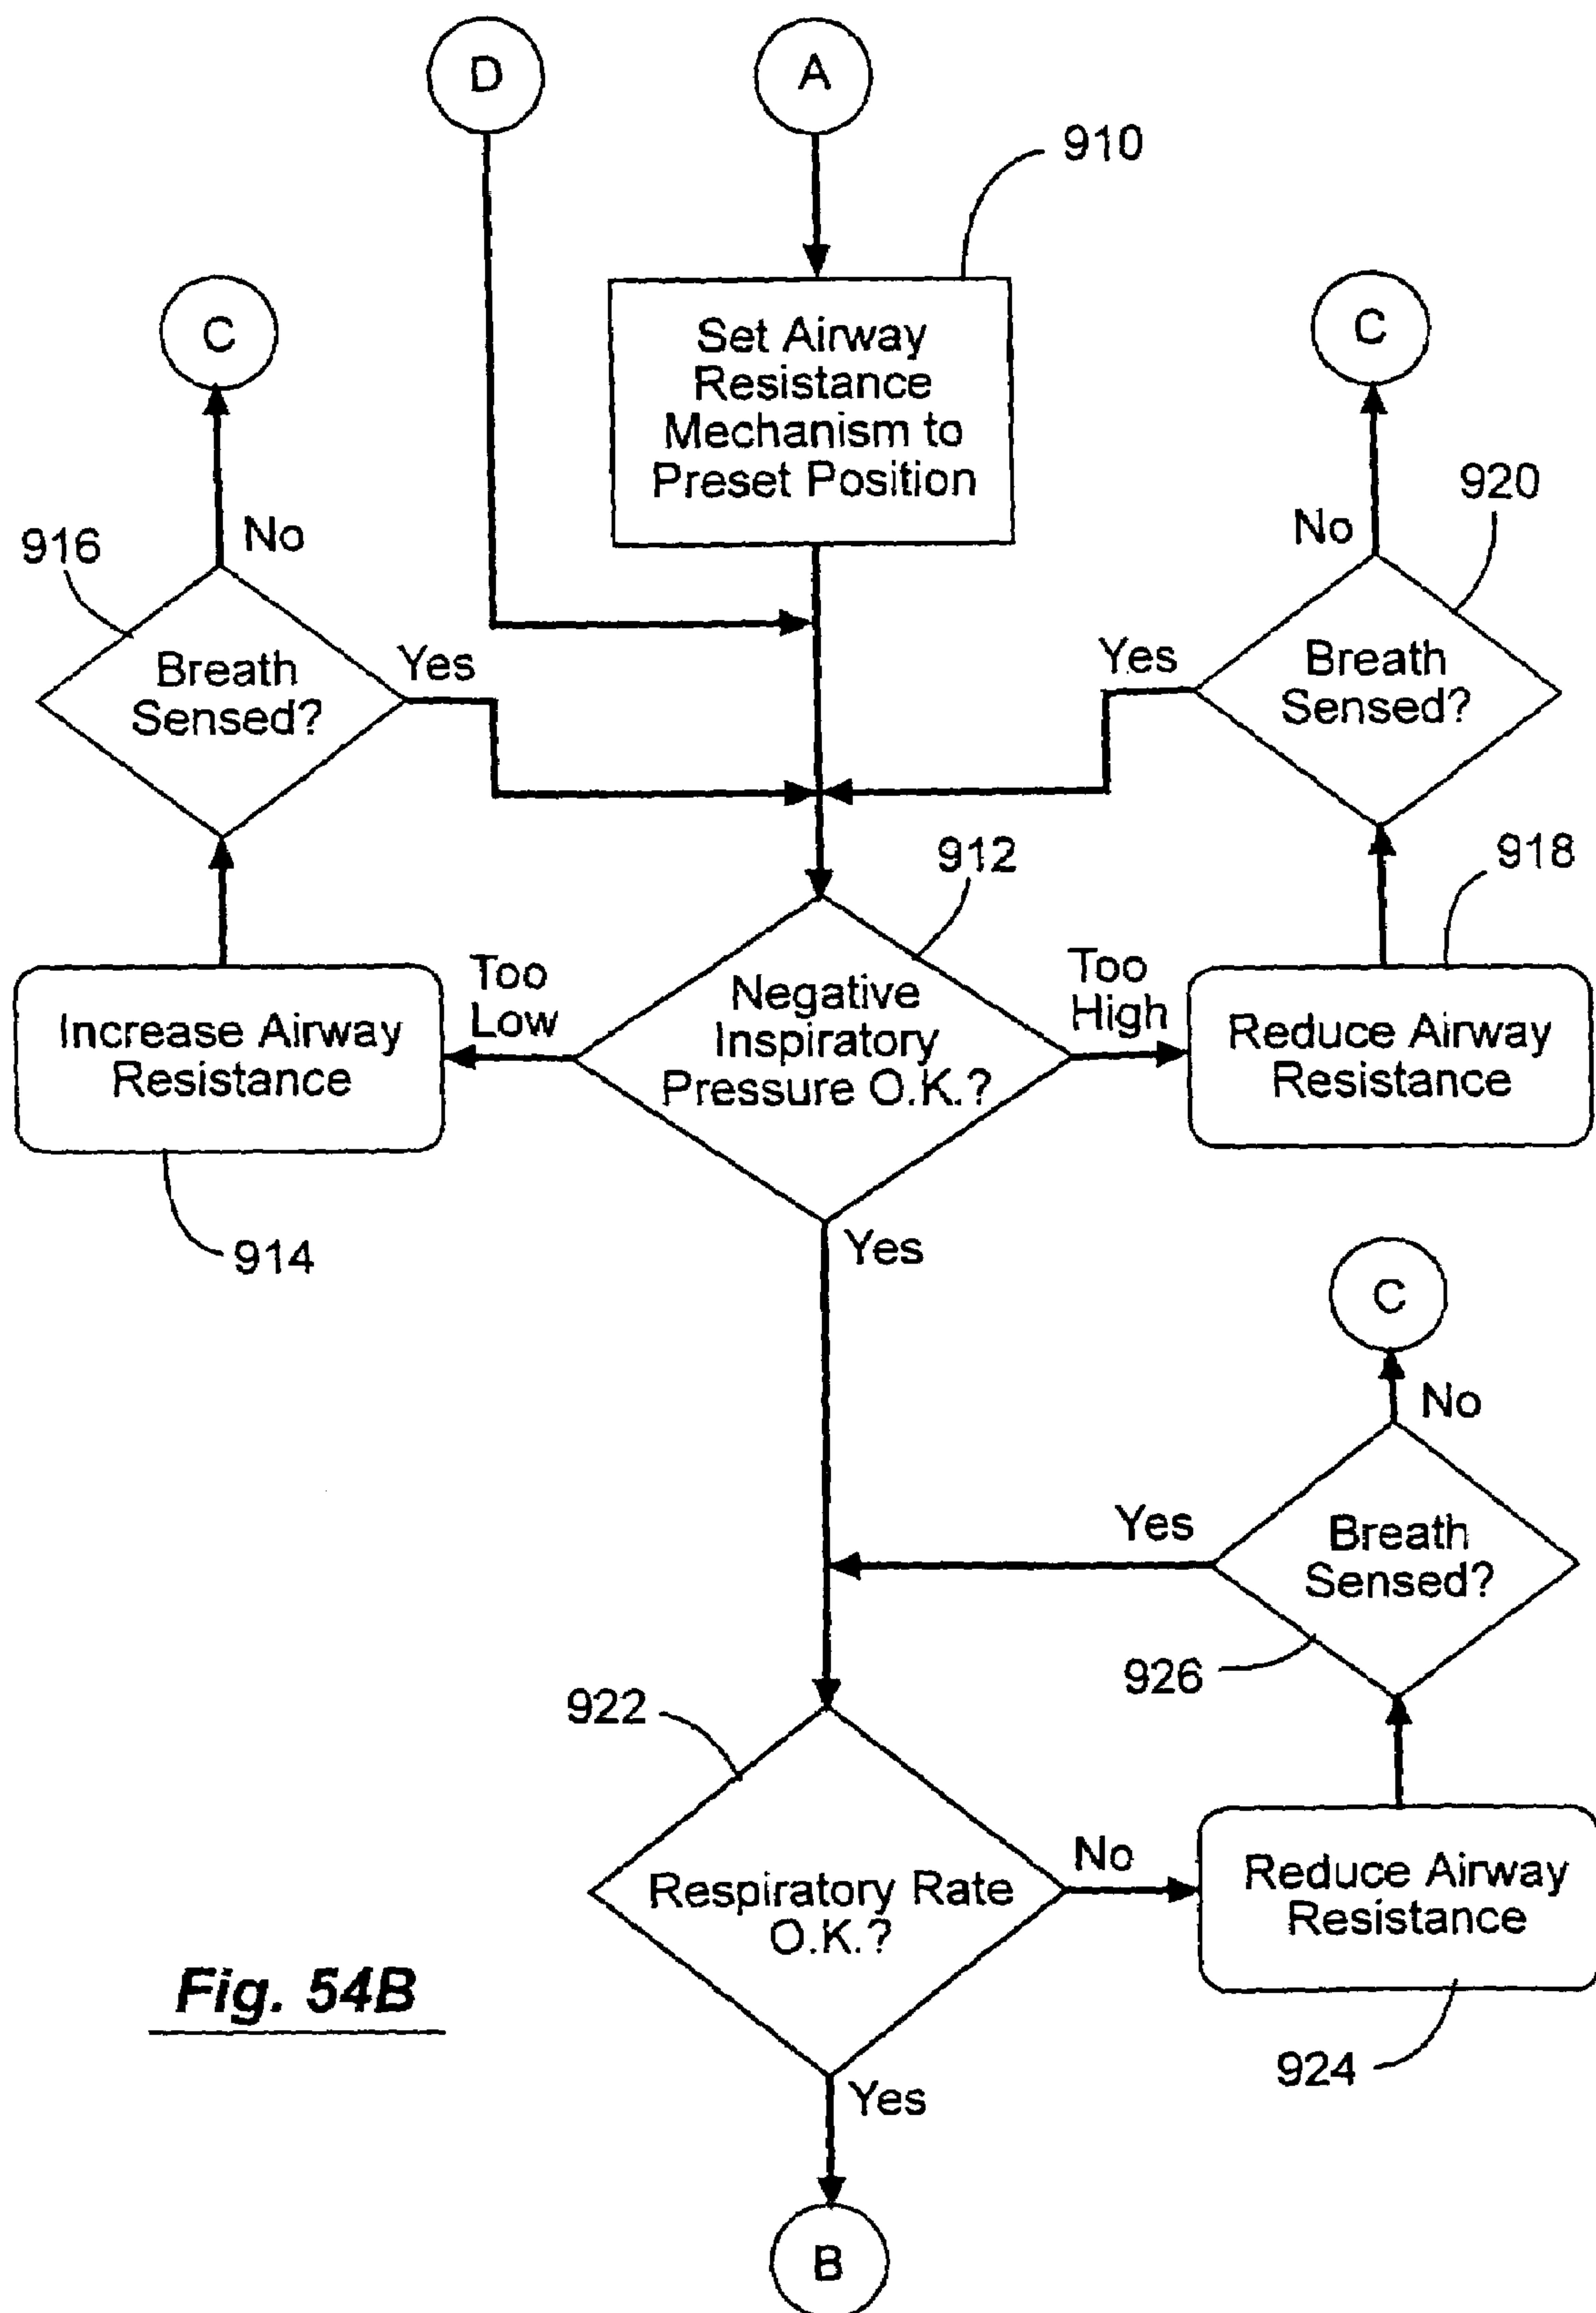 D
A
910
Set Airway
Resistance
Mechanism to
Preset Position
C
C
No
No
916
920
Breath
Sensed?
Yes
Yes
Breath
Sensed?
912
918
Too
Low
Negative
Inspiratory
Pressure O.K.?
Too
High
Increase Airway
Resistance
Reduce Airway
Resistance
914
Yes
C
No
Yes
Breath
Sensed?
926
922
Respiratory Rate
O.K.?
No
Reduce Airway
Resistance
Fig. 54B
924
Yes
B